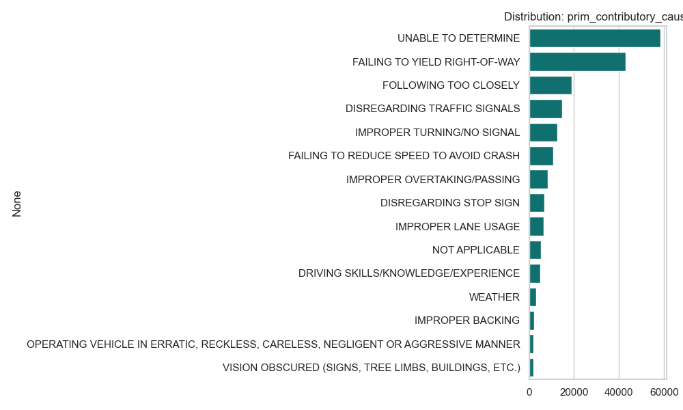 Distribution: prim_contributory_caus
UNABLE TO DETERMINE
FAILING TO YIELD RIGHT-OF-WAY
FOLLOWING TOO CLOSELY
DISREGARDING TRAFFIC SIGNALS
IMPROPER TURNING/NO SIGNAL
FAILING TO REDUCE SPEED TO AVOID CRASH
IMPROPER OVERTAKING/PASSING
DISREGARDING STOP SIGN
IMPROPER LANE USAGE
NOT APPLICABLE
DRIVING SKILLS/KNOWLEDGE/EXPERIENCE
WEATHER
IMPROPER BACKING
OPERATING VEHICLE IN ERRATIC, RECKLESS, CARELESS, NEGLIGENT OR AGGRESSIVE MANNER
VISION OBSCURED (SIGNS, TREE LIMBS, BUILDINGS, ETC.)
None
0 20000 40000 60000